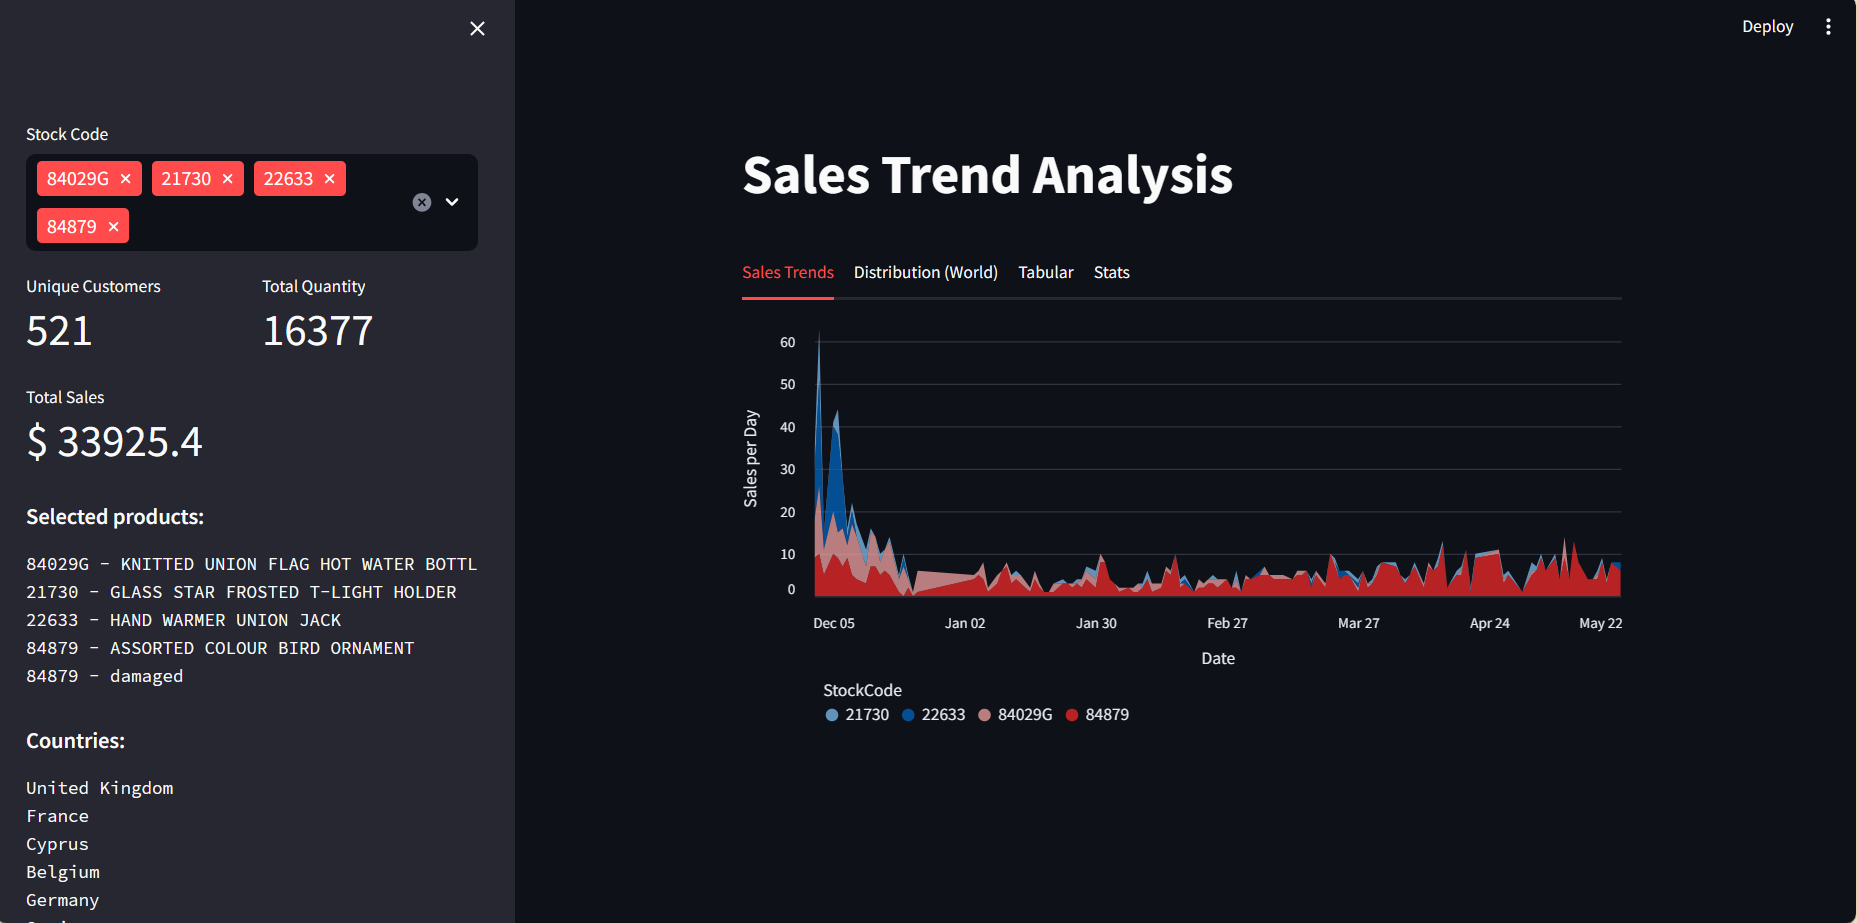 Deploy
Stock Code
84029G × 21730 × 22633 ×
84879 ×
Unique Customers Total Quantity
521 16377
Total Sales
$ 33925.4
Selected products:
84029G - KNITTED UNION FLAG HOT WATER BOTTL
21730 - GLASS STAR FROSTED T-LIGHT HOLDER
22633 - HAND WARMER UNION JACK
84879 - ASSORTED COLOUR BIRD ORNAMENT
84879 - damaged
Countries:
United Kingdom
France
Cyprus
Belgium
Germany
Sales Trend Analysis
Sales Trends Distribution (World) Tabular Stats
Sales per Day
60
50
40
30
20
10
0
Dec 05 Jan 02 Jan 30 Feb 27 Mar 27 Apr 24 May 22
Date
StockCode
21730 22633 84029G 84879